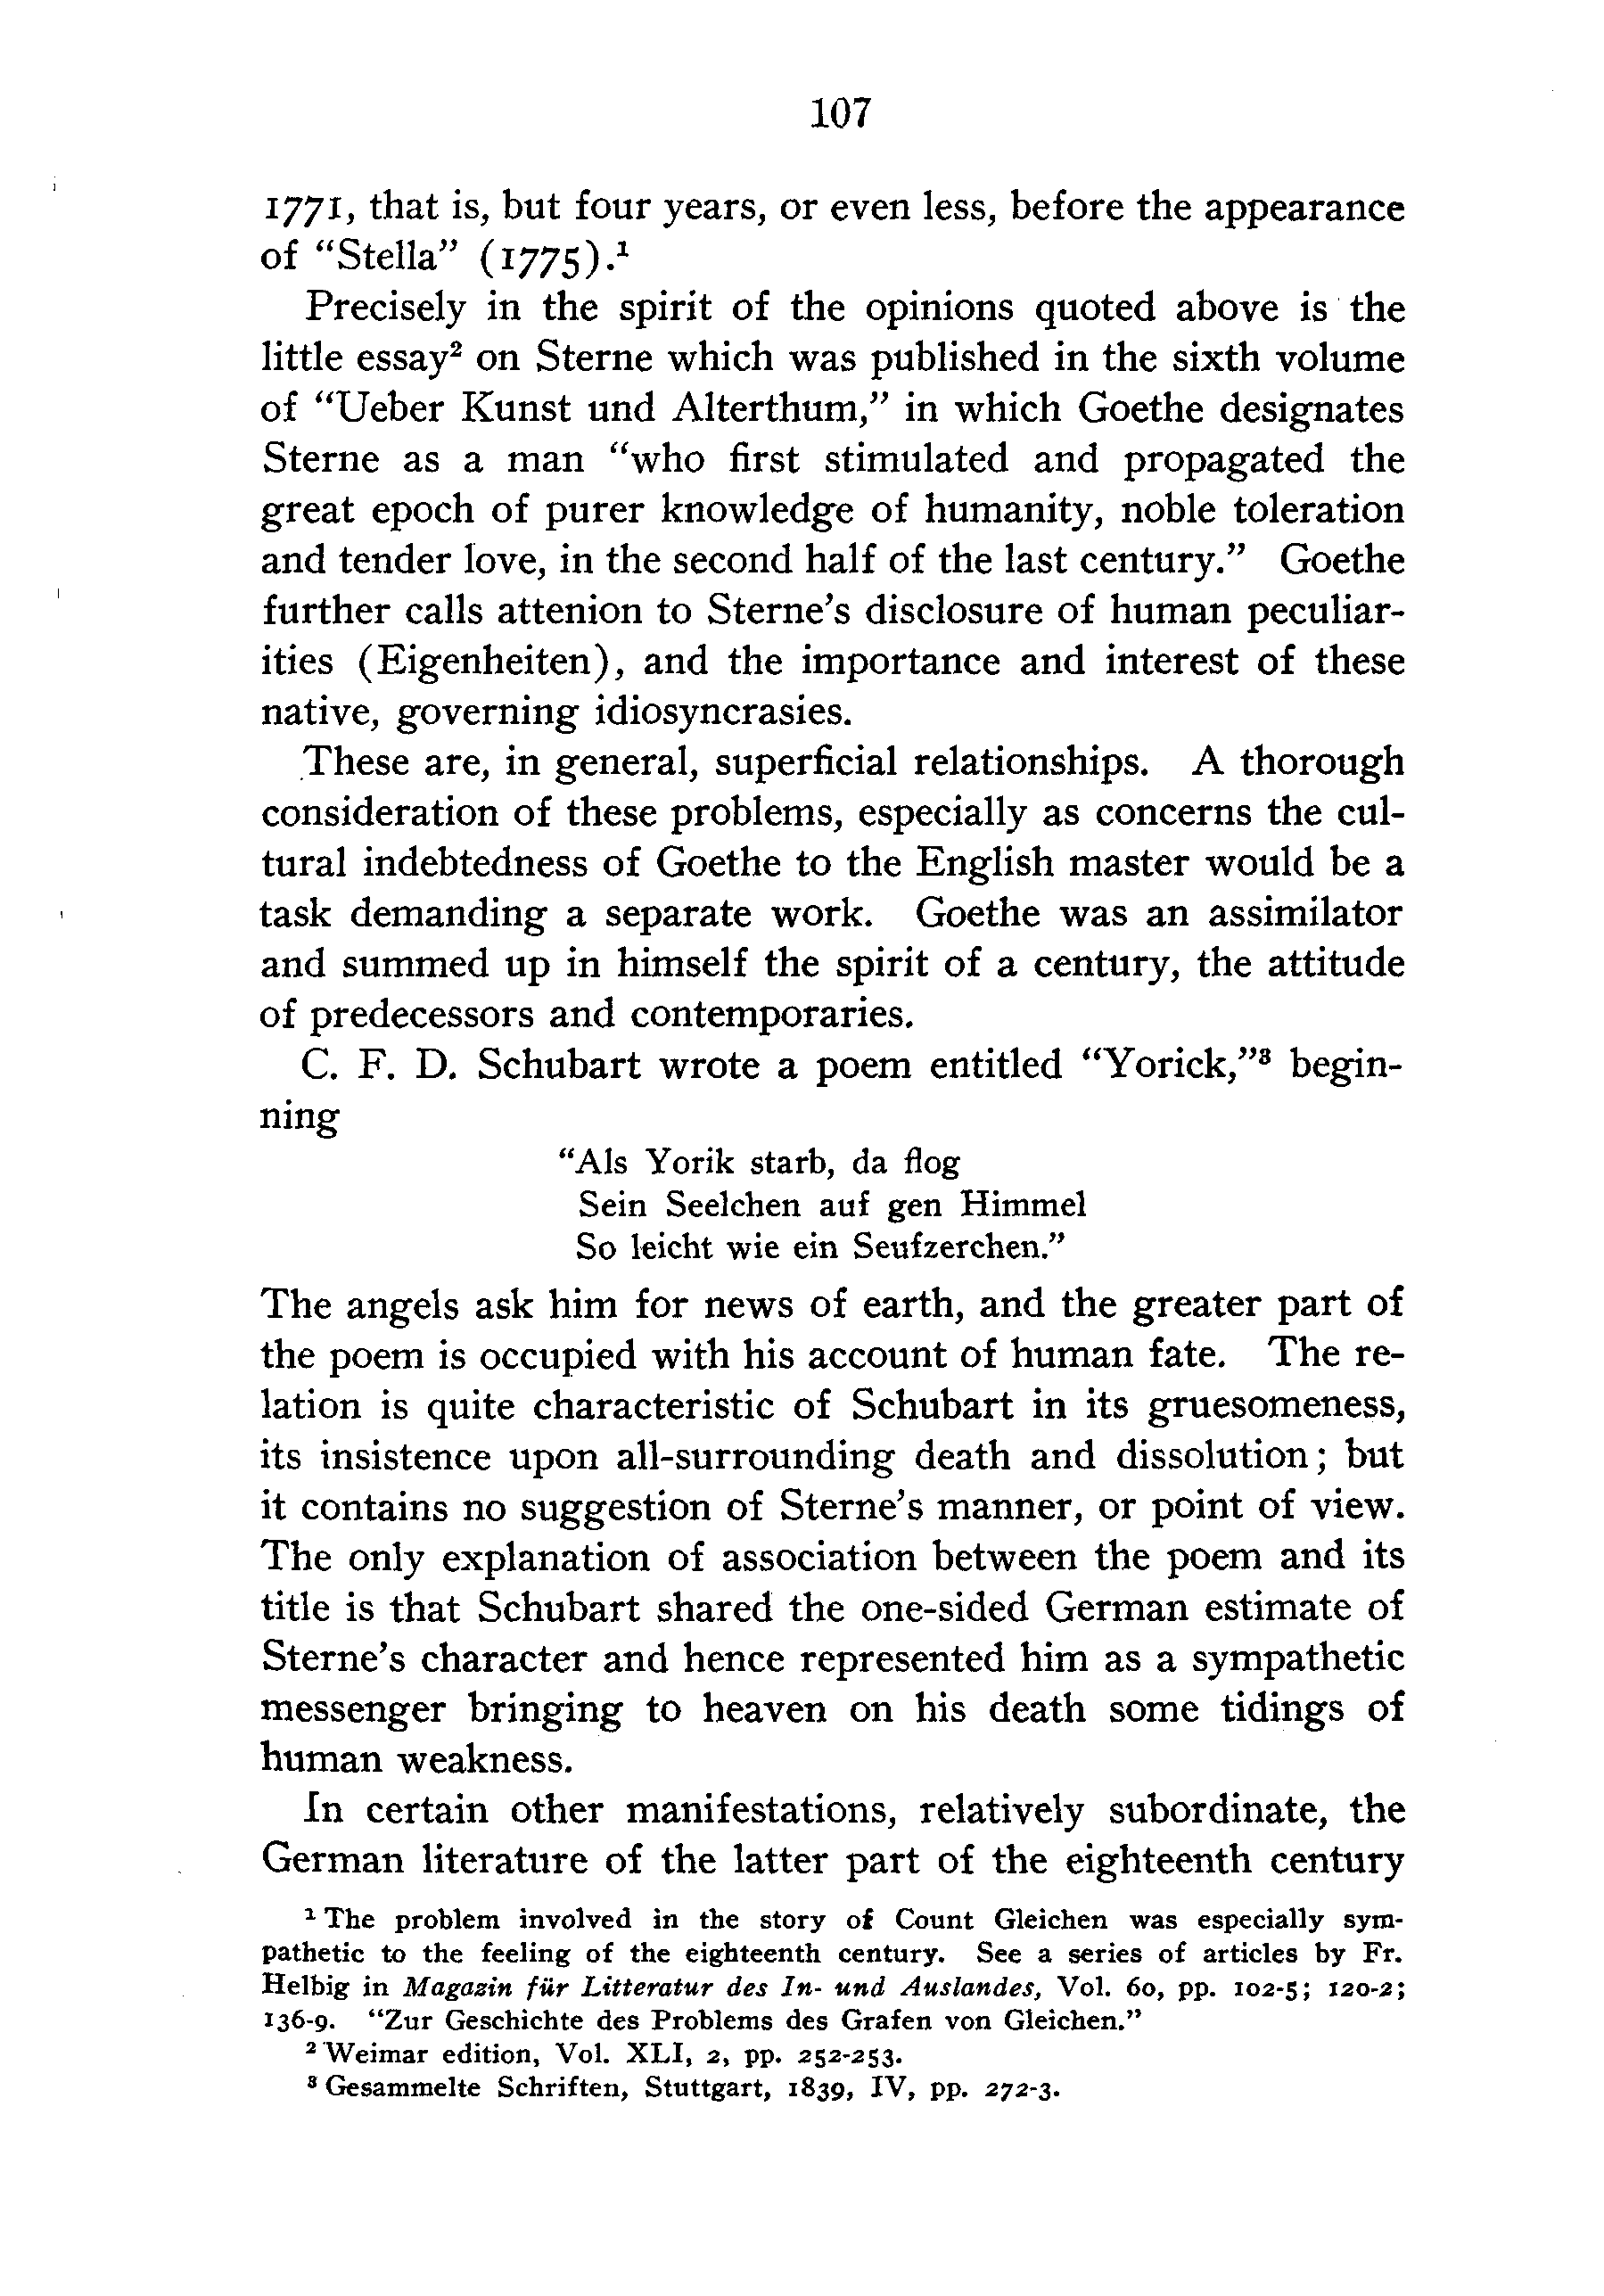 107
1771, that is, but four years, or even less, before the appearance
of “Stella” (1775).¹
Precisely in the spirit of the opinions quoted above is the
little essay² on Sterne which was published in the sixth volume
of “Ueber Kunst und Alterthum,” in which Goethe designates
Sterne as a man “who first stimulated and propagated the
great epoch of purer knowledge of humanity, noble toleration
and tender love, in the second half of the last century.” Goethe
further calls attenion to Sterne’s disclosure of human peculiar-
ities (Eigenheiten), and the importance and interest of these
native, governing idiosyncrasies.
These are, in general, superficial relationships. A thorough
consideration of these problems, especially as concerns the cul-
tural indebtedness of Goethe to the English master would be a
task demanding a separate work. Goethe was an assimilator
and summed up in himself the spirit of a century, the attitude
of predecessors and contemporaries.
C. F. D. Schubart wrote a poem entitled “Yorick,”³ begin-
ning
“Als Yorik starb, da flog
Sein Seelchen auf gen Himmel
So leicht wie ein Seufzerchen.”
The angels ask him for news of earth, and the greater part of
the poem is occupied with his account of human fate. The re-
lation is quite characteristic of Schubart in its gruesomeness,
its insistence upon all-surrounding death and dissolution; but
it contains no suggestion of Sterne’s manner, or point of view.
The only explanation of association between the poem and its
title is that Schubart shared the one-sided German estimate of
Sterne’s character and hence represented him as a sympathetic
messenger bringing to heaven on his death some tidings of
human weakness.
In certain other manifestations, relatively subordinate, the
German literature of the latter part of the eighteenth century
¹ The problem involved in the story of Count Gleichen was especially sym-
pathetic to the feeling of the eighteenth century. See a series of articles by Fr.
Helbig in Magazin für Litteratur des In- und Auslandes, Vol. 60, pp. 102-5; 120-2;
136-9. “Zur Geschichte des Problems des Grafen von Gleichen.”
² Weimar edition, Vol. XLI, 2, pp. 252-253.
³ Gesammelte Schriften, Stuttgart, 1839, IV, pp. 272-3.